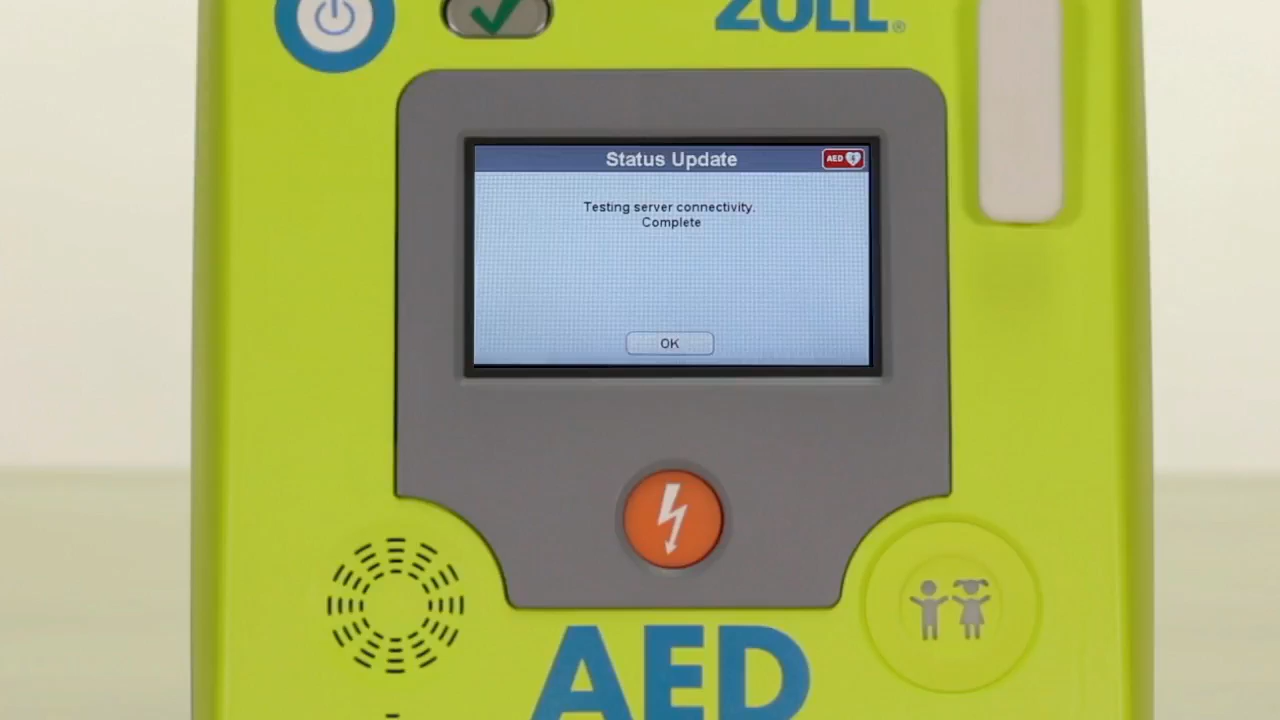 ZOLL®
Status Update
AED
Testing server connectivity.
Complete
OK
AED